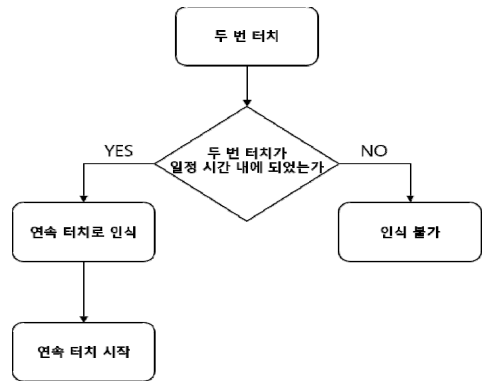 두 번 터치
두 번 터치가
일정 시간 내에 되었는가
YES
NO
연속 터치로 인식
인식 불가
연속 터치 시작